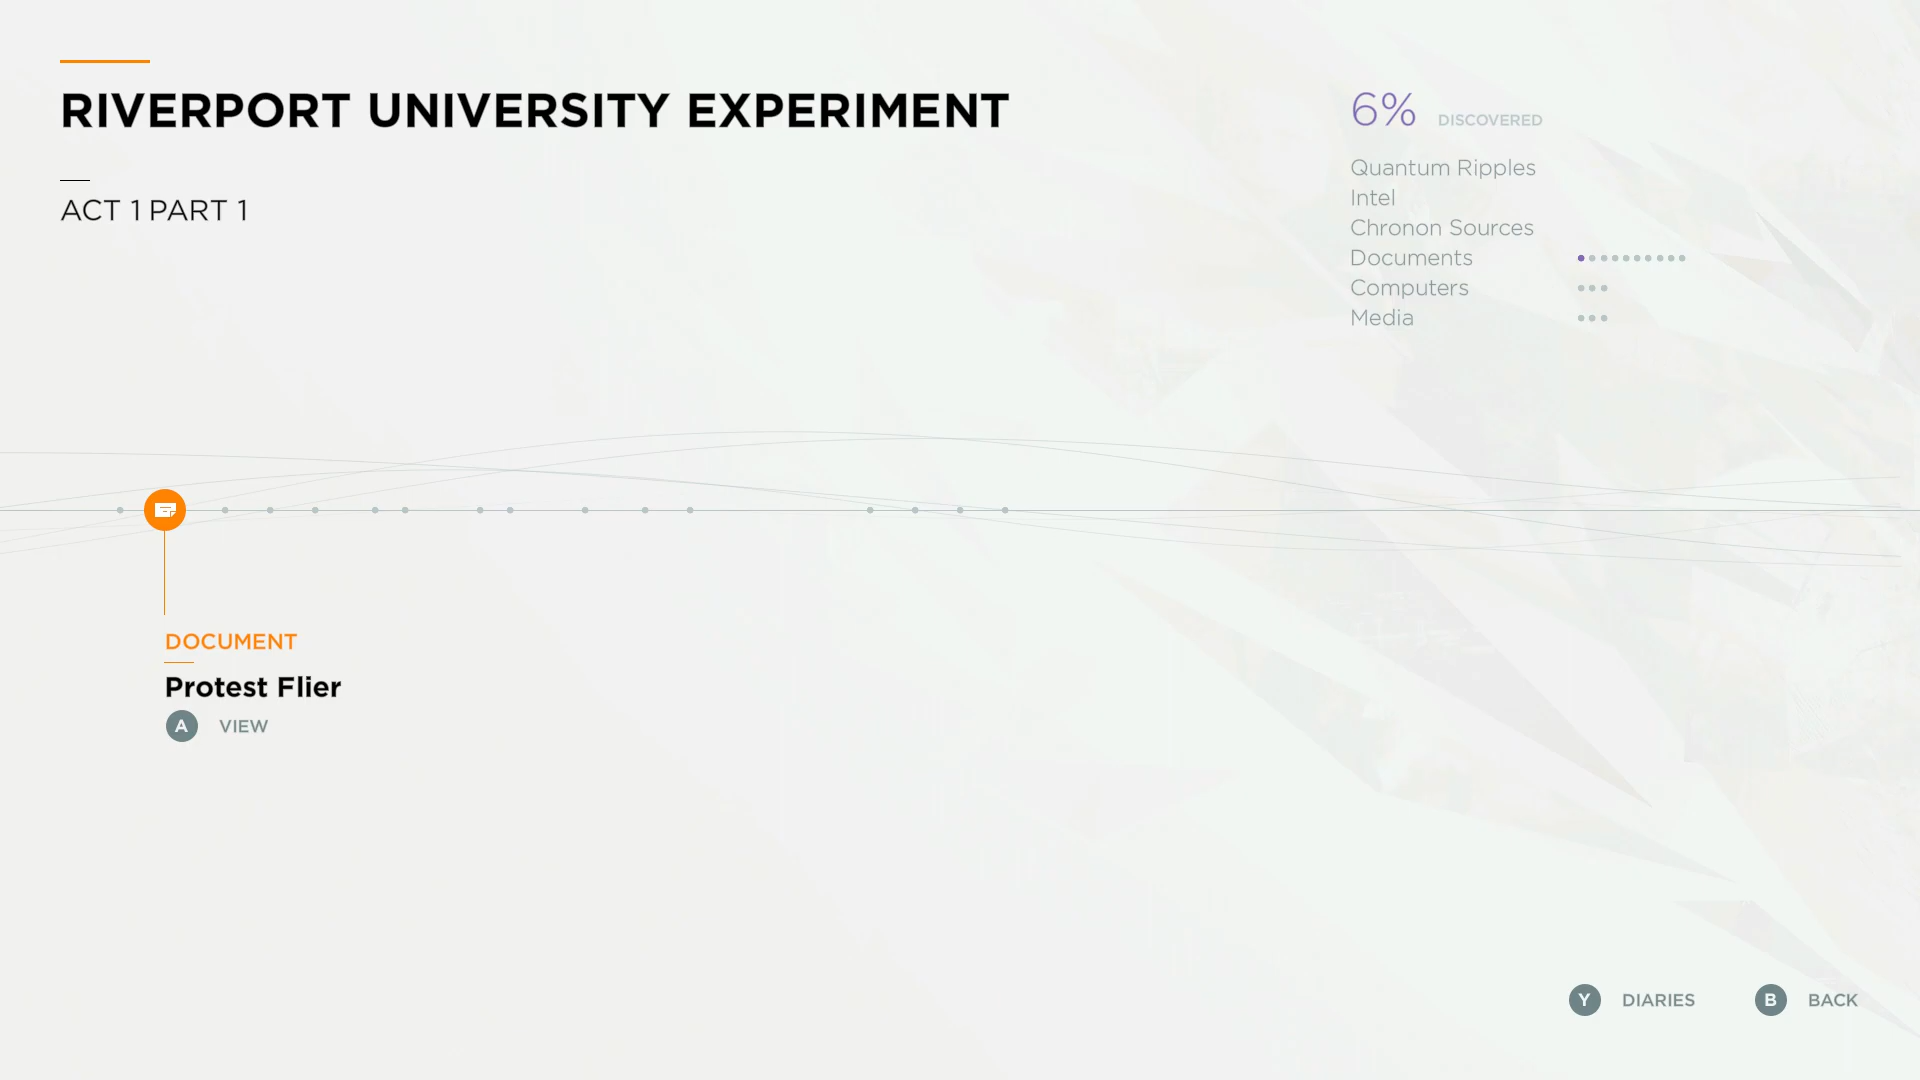 RIVERPORT UNIVERSITY EXPERIMENT
ACT 1 PART 1
6% DISCOVERED
Quantum Ripples
Intel
Chronon Sources
Documents
Computers
Media
DOCUMENT
Protest Flier
A VIEW
Y DIARIES B BACK